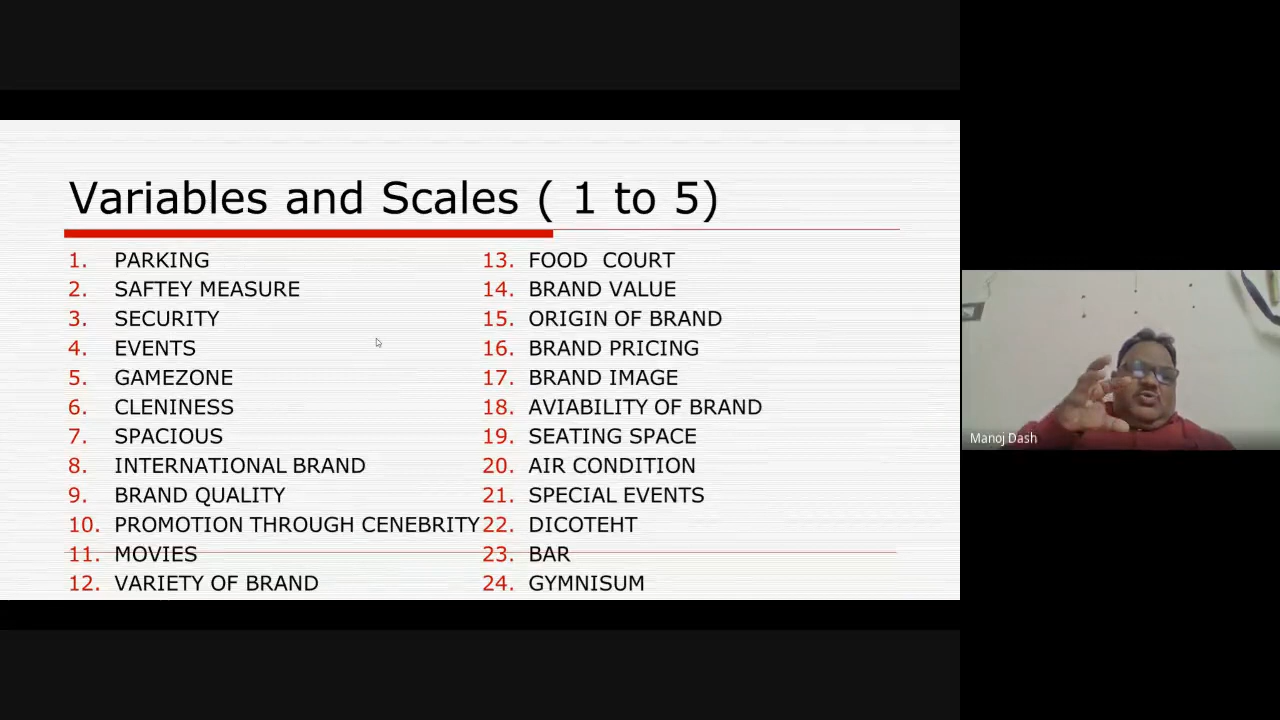 Variables and Scales ( 1 to 5)
1. PARKING
2. SAFTEY MEASURE
3. SECURITY
4. EVENTS
5. GAMEZONE
6. CLENINESS
7. SPACIOUS
8. INTERNATIONAL BRAND
9. BRAND QUALITY
10. PROMOTION THROUGH CENEBRITY
11. MOVIES
12. VARIETY OF BRAND
13. FOOD COURT
14. BRAND VALUE
15. ORIGIN OF BRAND
16. BRAND PRICING
17. BRAND IMAGE
18. AVIABILITY OF BRAND
19. SEATING SPACE
20. AIR CONDITION
21. SPECIAL EVENTS
22. DICOTEHT
23. BAR
24. GYMNISUM
Manoj Dash